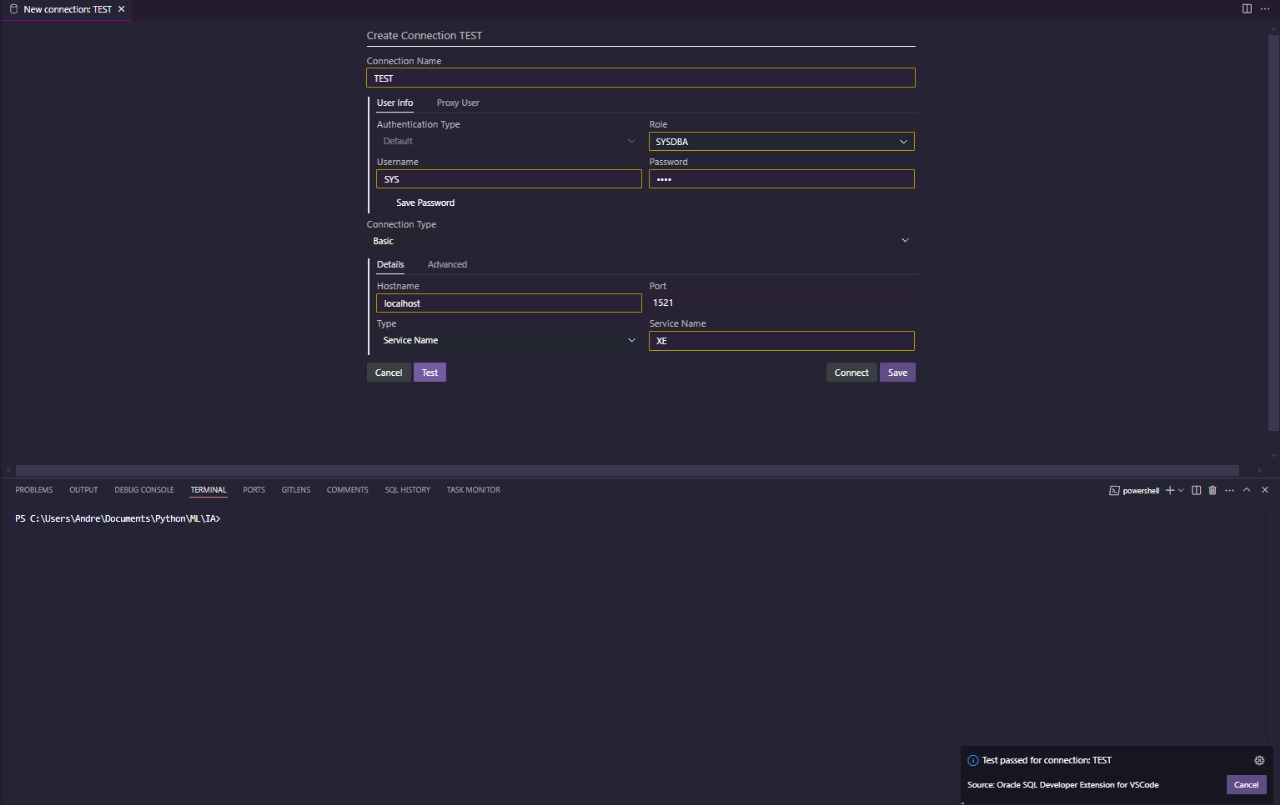 New connection: TEST
Create Connection TEST
Connection Name
TEST
User Info Proxy User
Authentication Type Role
Default SYSDBA
Username Password
SYS ••••
Save Password
Connection Type
Basic
Details Advanced
Hostname Port
localhost 1521
Type Service Name
Service Name XE
Cancel Test Connect Save
PROBLEMS OUTPUT DEBUG CONSOLE TERMINAL PORTS GITLENS COMMENTS SQL HISTORY TASK MONITOR powershell
PS C:\Users\Andre\Documents\Python\ML\IA>
Test passed for connection: TEST
Source: Oracle SQL Developer Extension for VSCode Cancel